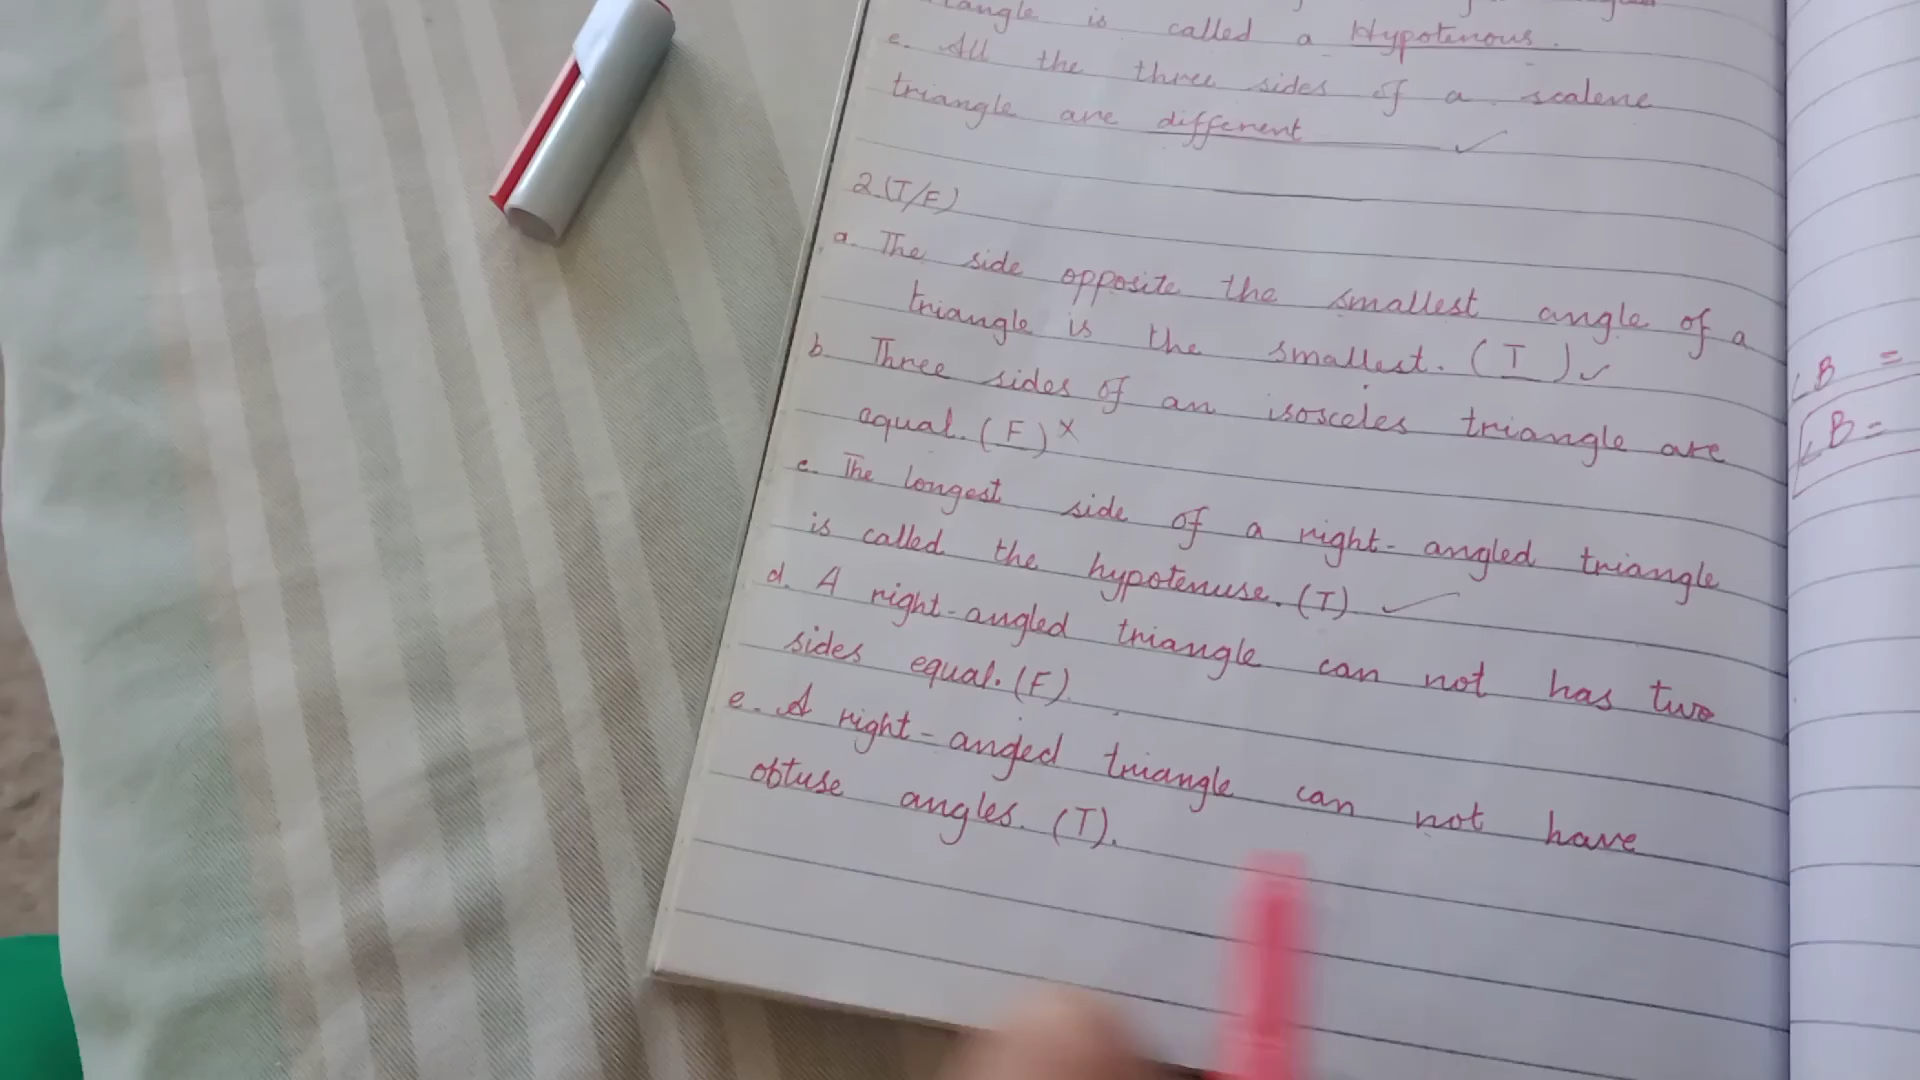 is called a Hypotenous.
e. All the three sides of a scalene
triangle are different
2.(T/F)
a. The side opposite the smallest angle of a
triangle is the smallest. (T)
b. Three sides of an isosceles triangle are
equal. (F) x
c. The longest side of a right-angled triangle
is called the hypotenuse. (T)
d. A right-angled triangle can not has two
sides equal. (F)
e. A right-anged triangle can not have
obtuse angles. (T).
B =
B =